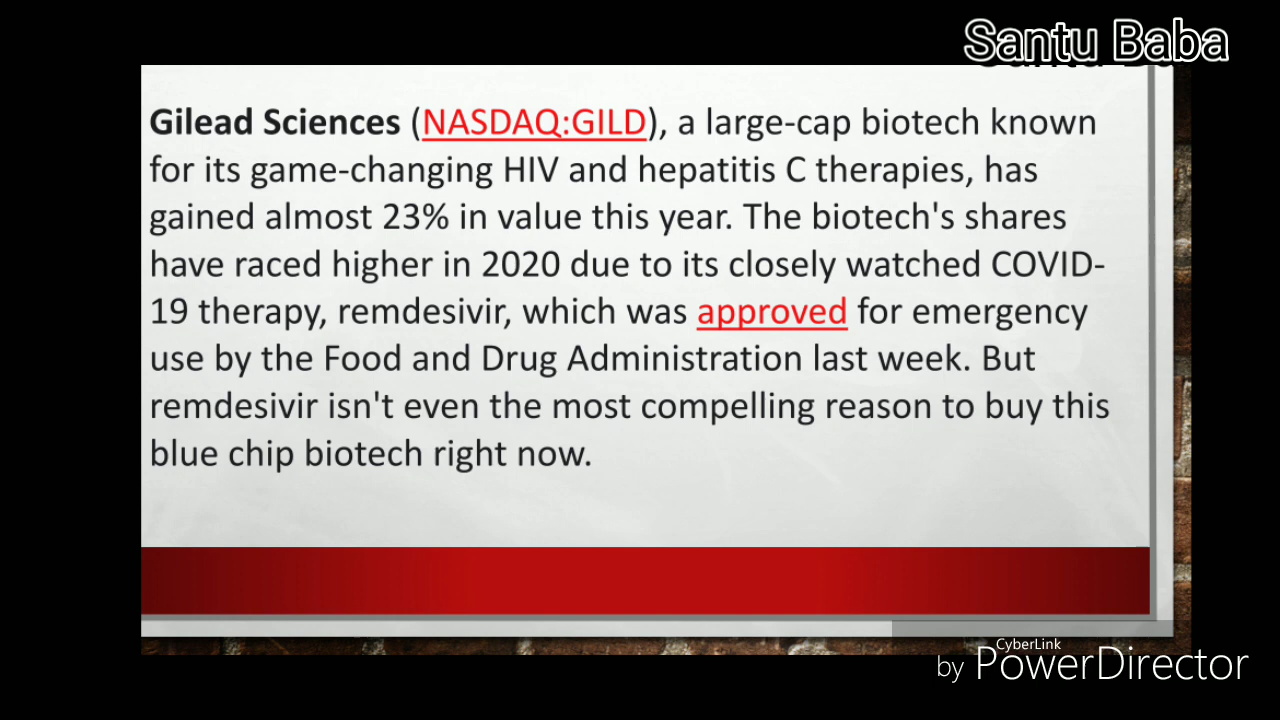 Santu Baba
Gilead Sciences (NASDAQ:GILD), a large-cap biotech known
for its game-changing HIV and hepatitis C therapies, has
gained almost 23% in value this year. The biotech's shares
have raced higher in 2020 due to its closely watched COVID-
19 therapy, remdesivir, which was approved for emergency
use by the Food and Drug Administration last week. But
remdesivir isn't even the most compelling reason to buy this
blue chip biotech right now.
CyberLink
by PowerDirector